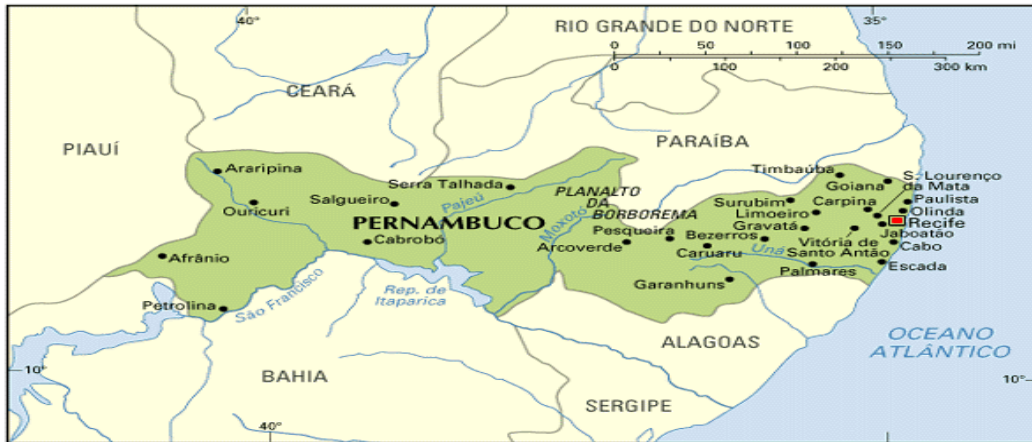 40°
35°
RIO GRANDE DO NORTE
0 50 100 150 200 mi
0 100 200 300 km
CEARÁ
PIAUÍ
PARAÍBA
Araripina
Timbaúba
S. Lourenço
da Mata
Goiana
Serra Talhada
Pajeú
PLANALTO
DA
BORBOREMA
Carpina
Paulista
Ouricuri
Salgueiro
Surubim
Limoeiro
Olinda
PERNAMBUCO
Moxotó
Gravatá
Recife
Pesqueira
Bezerros
Jaboatão
Cabrobó
Arcoverde
Caruaru
Vitória de
Santo Antão
Cabo
Afrânio
Uná
Palmares
Escada
Petrolina
São Francisco
Rep. de
Itaparica
Garanhuns
ALAGOAS
OCEANO
ATLÂNTICO
10°
BAHIA
10°
SERGIPE
40°